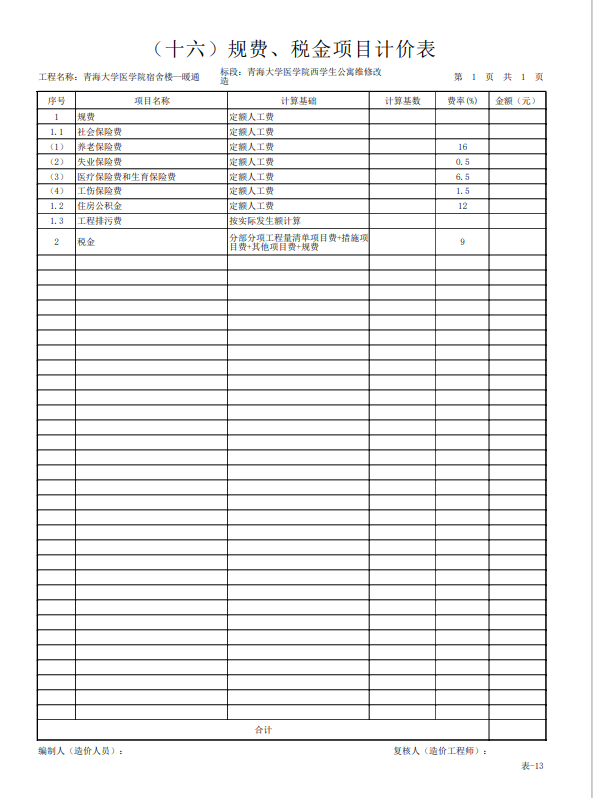 （十六）规费、税金项目计价表
工程名称：青海大学医学院宿舍楼—暖通 标段：青海大学医学院西学生公寓维修改造 第 1 页 共 1 页
序号 项目名称 计算基础 计算基数 费率(%) 金额（元）
1 规费 定额人工费
1.1 社会保险费 定额人工费
（1） 养老保险费 定额人工费 16
（2） 失业保险费 定额人工费 0.5
（3） 医疗保险费和生育保险费 定额人工费 6.5
（4） 工伤保险费 定额人工费 1.5
1.2 住房公积金 定额人工费 12
1.3 工程排污费 按实际发生额计算
2 税金 分部分项工程量清单项目费+措施项目费+其他项目费+规费 9
合计
编制人（造价人员）： 复核人（造价工程师）：
表-13